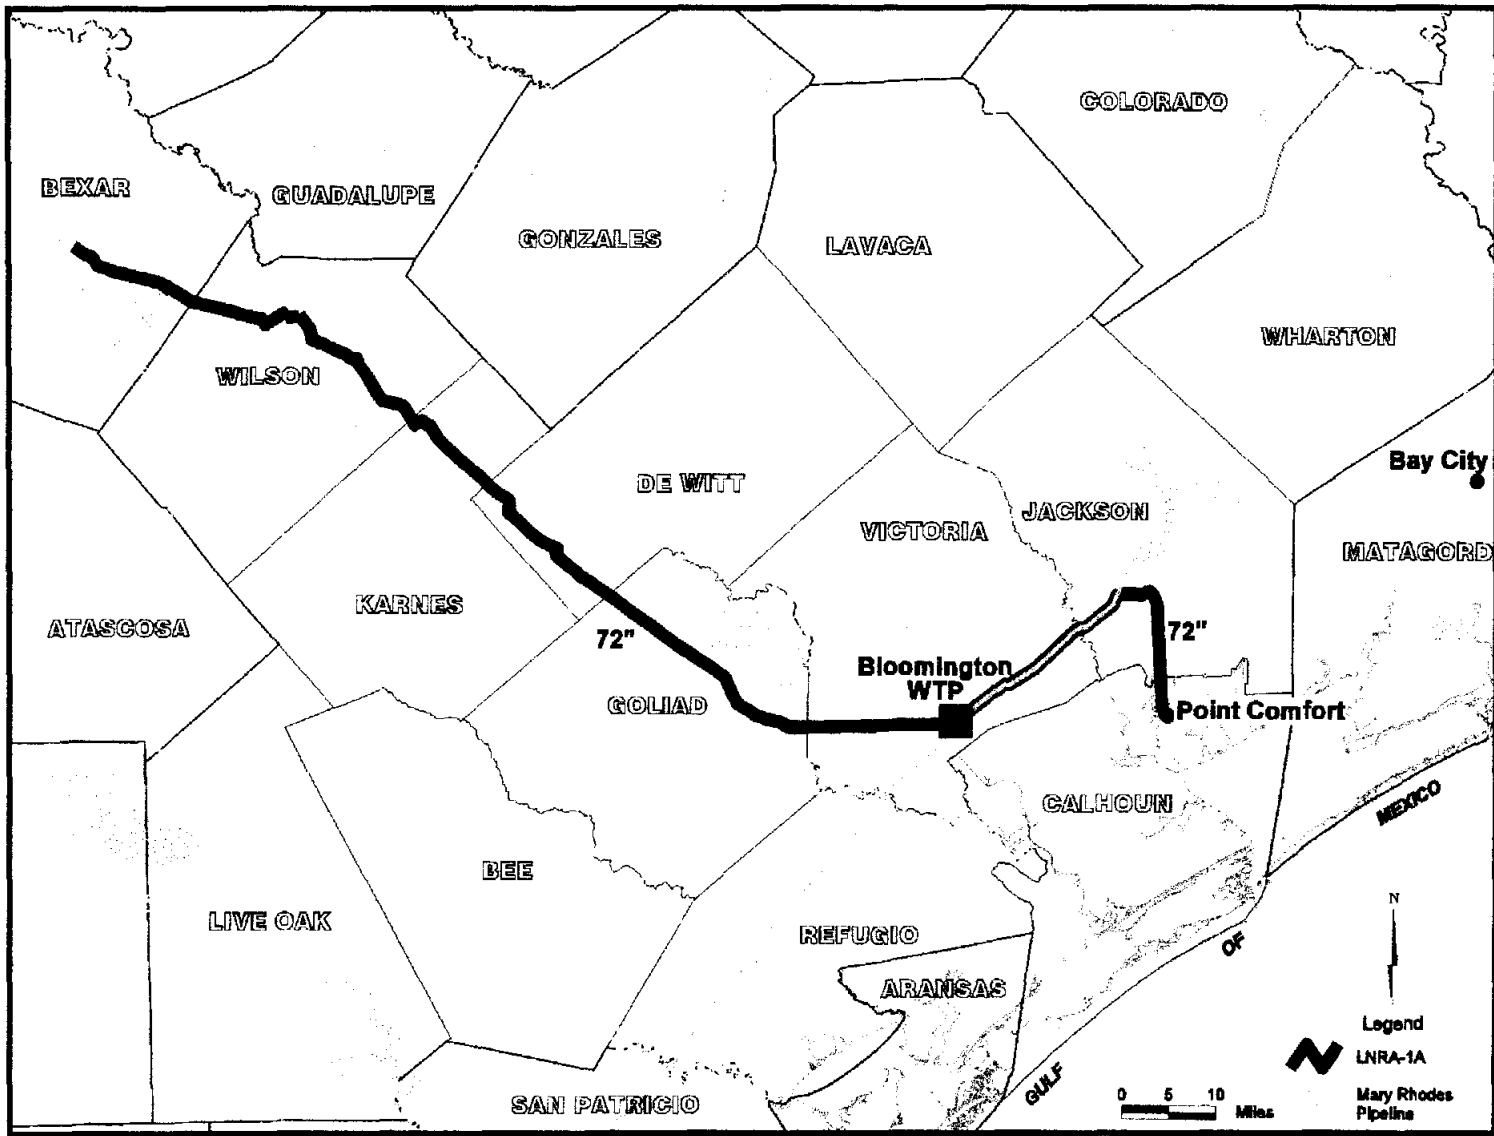 COLORADO
BEXAR
GUADALUPE
GONZALES
LAVACA
WHARTON
WILSON
Bay City
DE WITT
JACKSON
VICTORIA
MATAGORD
KARNES
ATASCOSA
72"
72"
Bloomington
WTP
GOLIAD
Point Comfort
CALHOUN
MEXICO
BEE
LIVE OAK
REFUGIO
OF
ARANSAS
GULF
SAN PATRICIO
N
Legend
LNRA-1A
Mary Rhodes
Pipeline
0 5 10
Miles